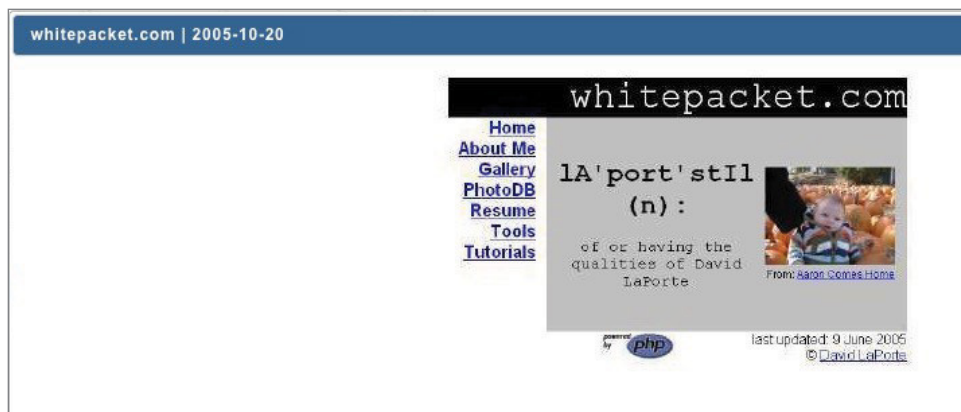 whitepacket.com | 2005-10-20
whitepacket.com
Home
About Me
Gallery
PhotoDB
Resume
Tools
Tutorials
lA'port'stIl
(n):
of or having the
qualities of David
LaPorte
From: Aaron Comes Home
powered
by php
last updated: 9 June 2005
© David LaPorte